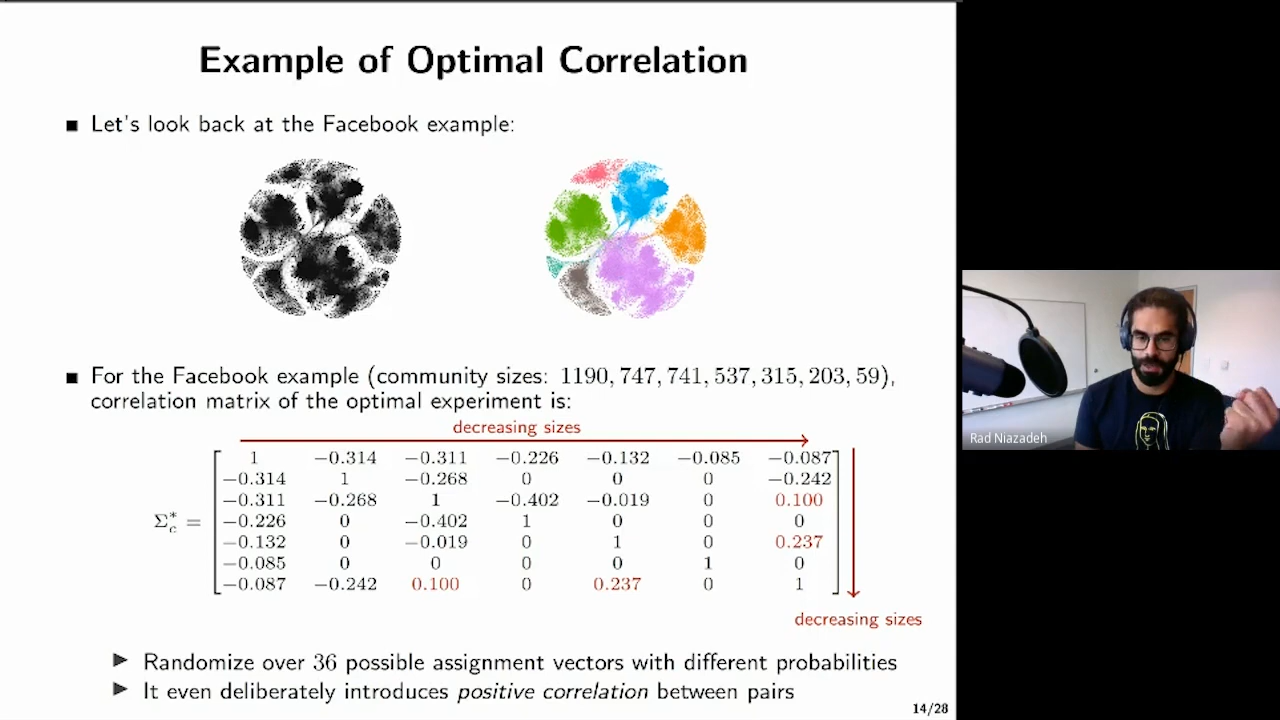 Example of Optimal Correlation
■ Let's look back at the Facebook example:
■ For the Facebook example (community sizes: 1190, 747, 741, 537, 315, 203, 59),
correlation matrix of the optimal experiment is:
decreasing sizes
1 −0.314 −0.311 −0.226 −0.132 −0.085 −0.087
−0.314 1 −0.268 0 0 0 −0.242
−0.311 −0.268 1 −0.402 −0.019 0 0.100
Σ*c = −0.226 0 −0.402 1 0 0 0
−0.132 0 −0.019 0 1 0 0.237
−0.085 0 0 0 0 1 0
−0.087 −0.242 0.100 0 0.237 0 1
decreasing sizes
▶ Randomize over 36 possible assignment vectors with different probabilities
▶ It even deliberately introduces positive correlation between pairs
14/28
Rad Niazadeh